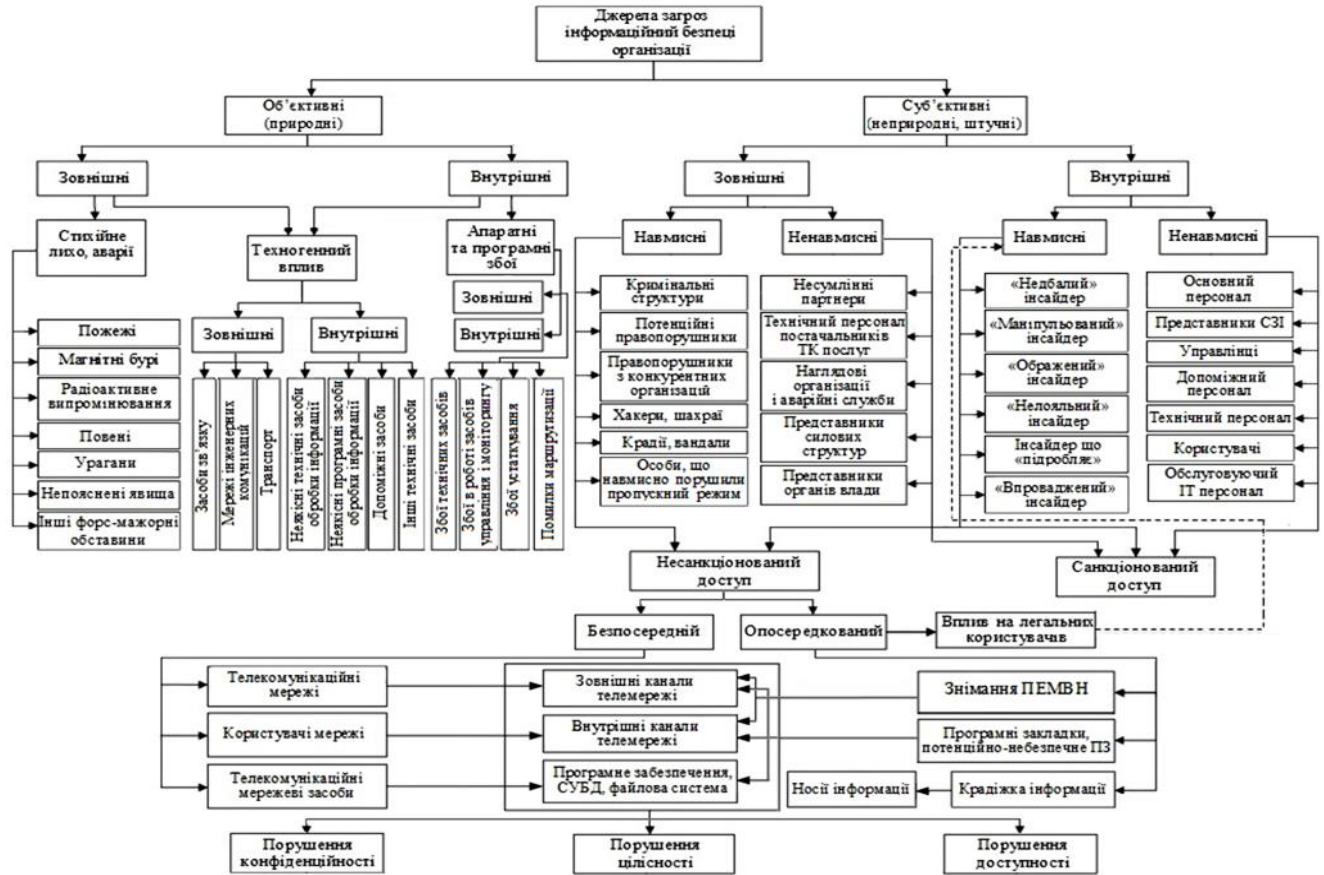 Джерела загроз
інформаційний безпеці
організації
Об’єктивні
(природні)
Суб’єктивні
(неприродні, штучні)
Зовнішні
Внутрішні
Зовнішні
Внутрішні
Стихійне
лихо, аварії
Техногенний
вплив
Апаратні
та програмні
збої
Навмисні
Ненавмисні
Навмисні
Ненавмисні
Зовнішні
Внутрішні
Зовнішні
Внутрішні
Пожежі
Магнітні бурі
Радіоактивне
випромінювання
Повені
Урагани
Непояснені явища
Інші форс-мажорні
обставини
Засоби зв’язку
Мережі інженерних
комунікацій
Транспорт
Неякісні технічні засоби
обробки інформації
Неякісні програмні засоби
обробки інформації
Допоміжні засоби
Інші технічні засоби
Збої технічних засобів
Збої в роботі засобів
управління і моніторингу
Збої устаткування
Помилки маршрутизації
Кримінальні
структури
Потенційні
правопорушники
Правопорушники
з конкурентних
організацій
Хакери, шахраї
Крадії, вандали
Особи, що
навмисно порушили
пропускний режим
Несумлінні
партнери
Технічний персонал
постачальників
ТК послуг
Наглядові
організації
і аварійні служби
Представники
силових
структур
Представники
органів влади
«Недбалий»
інсайдер
«Маніпульований»
інсайдер
«Ображений»
інсайдер
«Нелояльний»
інсайдер
Інсайдер що
«підробляє»
«Впроваджений»
інсайдер
Основний
персонал
Представники СЗІ
Управлінці
Допоміжний
персонал
Технічний персонал
Користувачі
Обслуговуючий
ІТ персонал
Несанкціонований
доступ
Санкціонований
доступ
Безпосередній
Опосередкований
Вплив на легальних
користувачів
Телекомунікаційні
мережі
Користувачі мережі
Телекомунікаційні
мережеві засоби
Зовнішні канали
телемережі
Внутрішні канали
телемережі
Програмне забезпечення,
СУБД, файлова система
Знімання ПЕМВН
Програмні закладки,
потенційно-небезпечне ПЗ
Носії інформації
Крадіжка інформації
Порушення
конфіденційності
Порушення
цілісності
Порушення
доступності